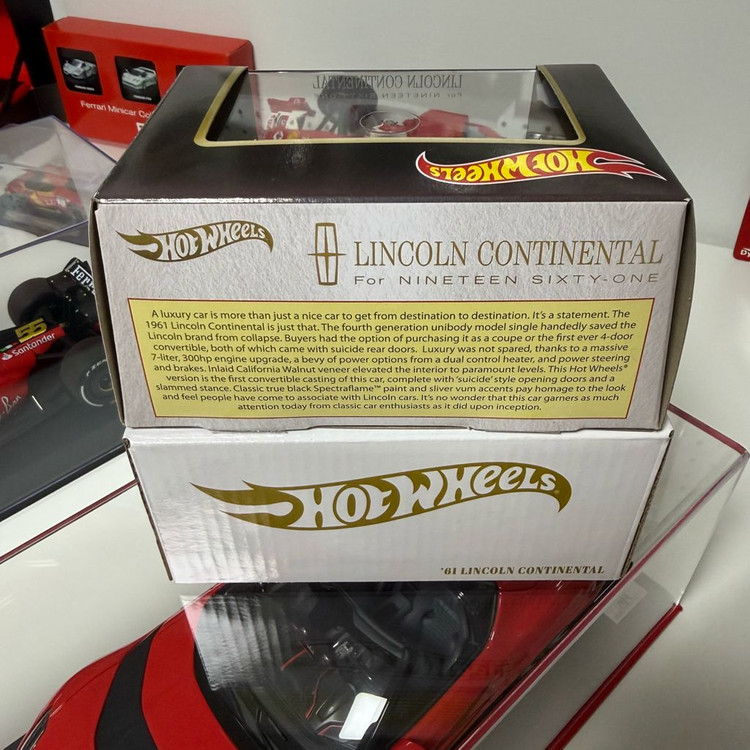 Ferrari Minicar Col
LINCOLN CONTINENTAL
For NINETEEN
HOT WHEELS
HOT WHEELS
LINCOLN CONTINENTAL
For NINETEEN SIXTY-ONE
A luxury car is more than just a nice car to get from destination to destination. It's a statement. The
1961 Lincoln Continental is just that. The fourth generation unibody model single handedly saved the
Lincoln brand from collapse. Buyers had the option of purchasing it as a coupe or the first ever 4-door
convertible, both of which came with suicide rear doors. Luxury was not spared, thanks to a massive
7-liter, 300hp engine upgrade, a bevy of power options from a dual control heater, and power steering
and brakes. Inlaid California Walnut veneer elevated the interior to paramount levels. This Hot Wheels®
version is the first convertible casting of this car, complete with 'suicide' style opening doors and a
slammed stance. Classic true black Spectraflame™ paint and sliver vum accents pay homage to the look
and feel people have come to associate with Lincoln cars. It's no wonder that this car garners as much
attention today from classic car enthusiasts as it did upon inception.
Ferrari
55
Santander
Ray-Ban
HOT WHEELS
'61 LINCOLN CONTINENTAL